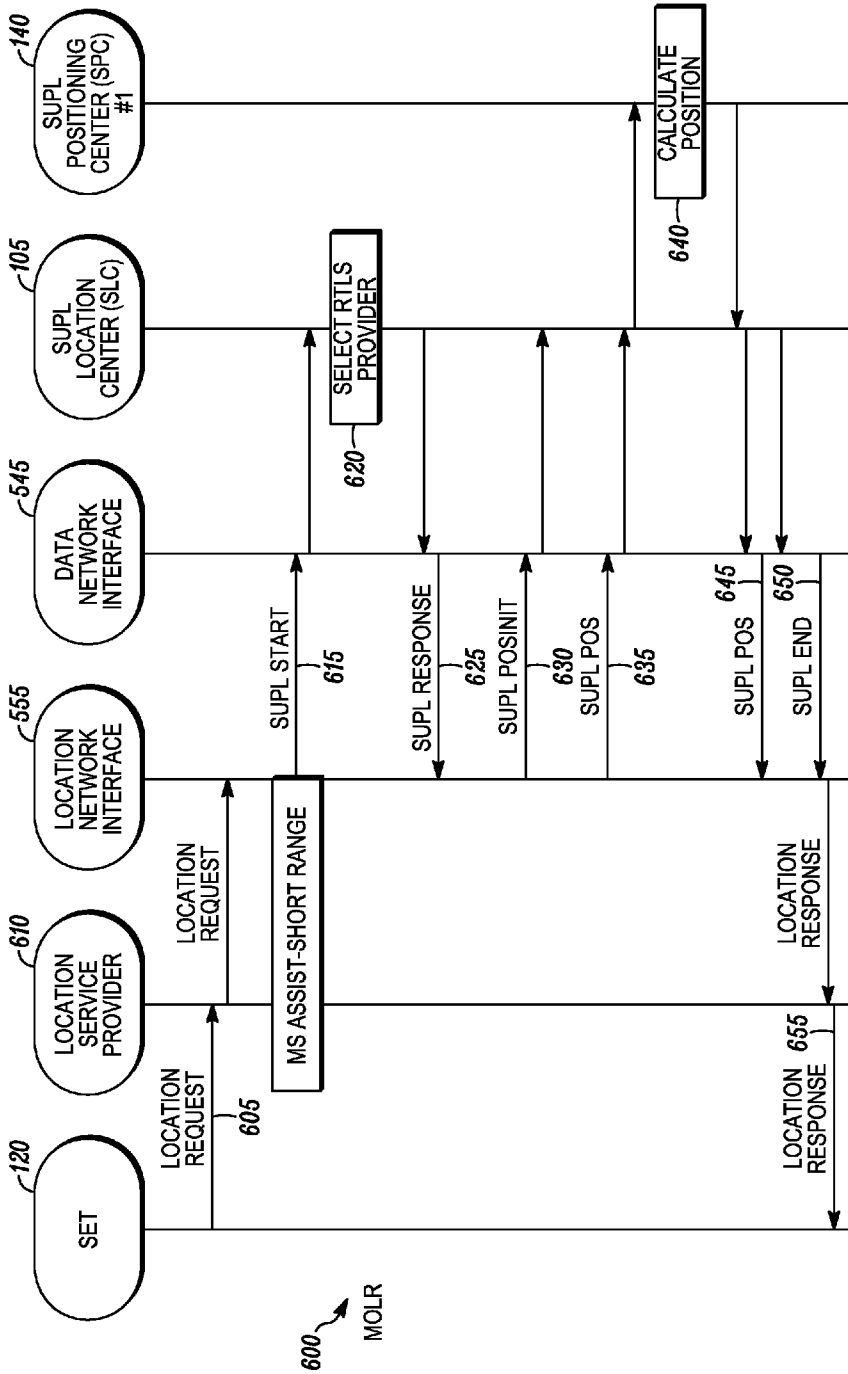 120
SET
610
LOCATION
SERVICE
PROVIDER
555
LOCATION
NETWORK
INTERFACE
545
DATA
NETWORK
INTERFACE
105
SUPL
LOCATION
CENTER (SLC)
140
SUPL
POSITIONING
CENTER (SPC)
#1
600
MOLR
LOCATION
REQUEST
605
LOCATION
REQUEST
MS ASSIST-SHORT RANGE
SUPL START
615
SELECT RTLS
PROVIDER
620
SUPL RESPONSE
625
SUPL POSINIT
630
SUPL POS
635
CALCULATE
POSITION
640
SUPL POS
645
SUPL END
650
LOCATION
RESPONSE
LOCATION
RESPONSE
655